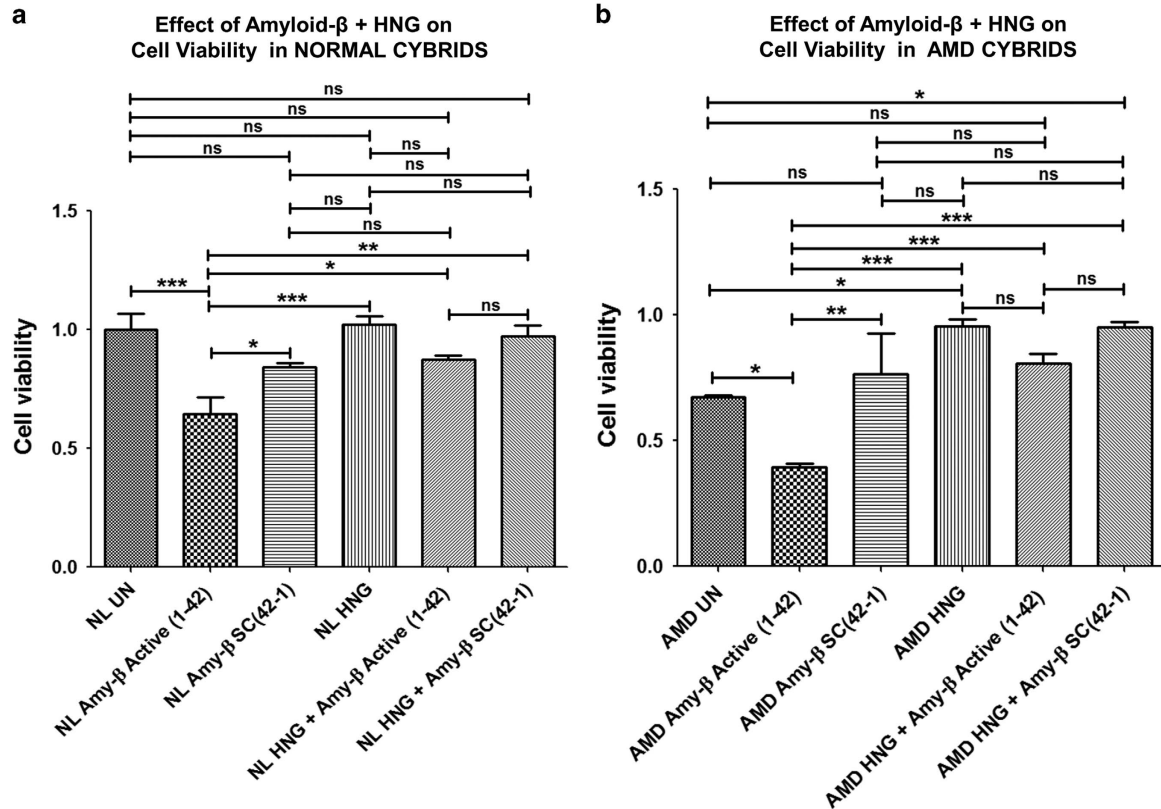 a
Effect of Amyloid-β + HNG on
Cell Viability in NORMAL CYBRIDS
ns
ns
ns
ns
ns
ns
ns
ns
ns
**
*
***
***
ns
*
1.5
1.0
0.5
0.0
Cell viability
NL UN
NL Amy-β Active (1-42)
NL Amy-β SC(42-1)
NL HNG
NL HNG + Amy-β Active (1-42)
NL HNG + Amy-β SC(42-1)
b
Effect of Amyloid-β + HNG on
Cell Viability in AMD CYBRIDS
*
ns
ns
ns
ns
ns
ns
***
***
***
*
ns
ns
**
*
1.5
1.0
0.5
0.0
Cell viability
AMD UN
AMD Amy-β Active (1-42)
AMD Amy-β SC(42-1)
AMD HNG
AMD HNG + Amy-β Active (1-42)
AMD HNG + Amy-β SC(42-1)